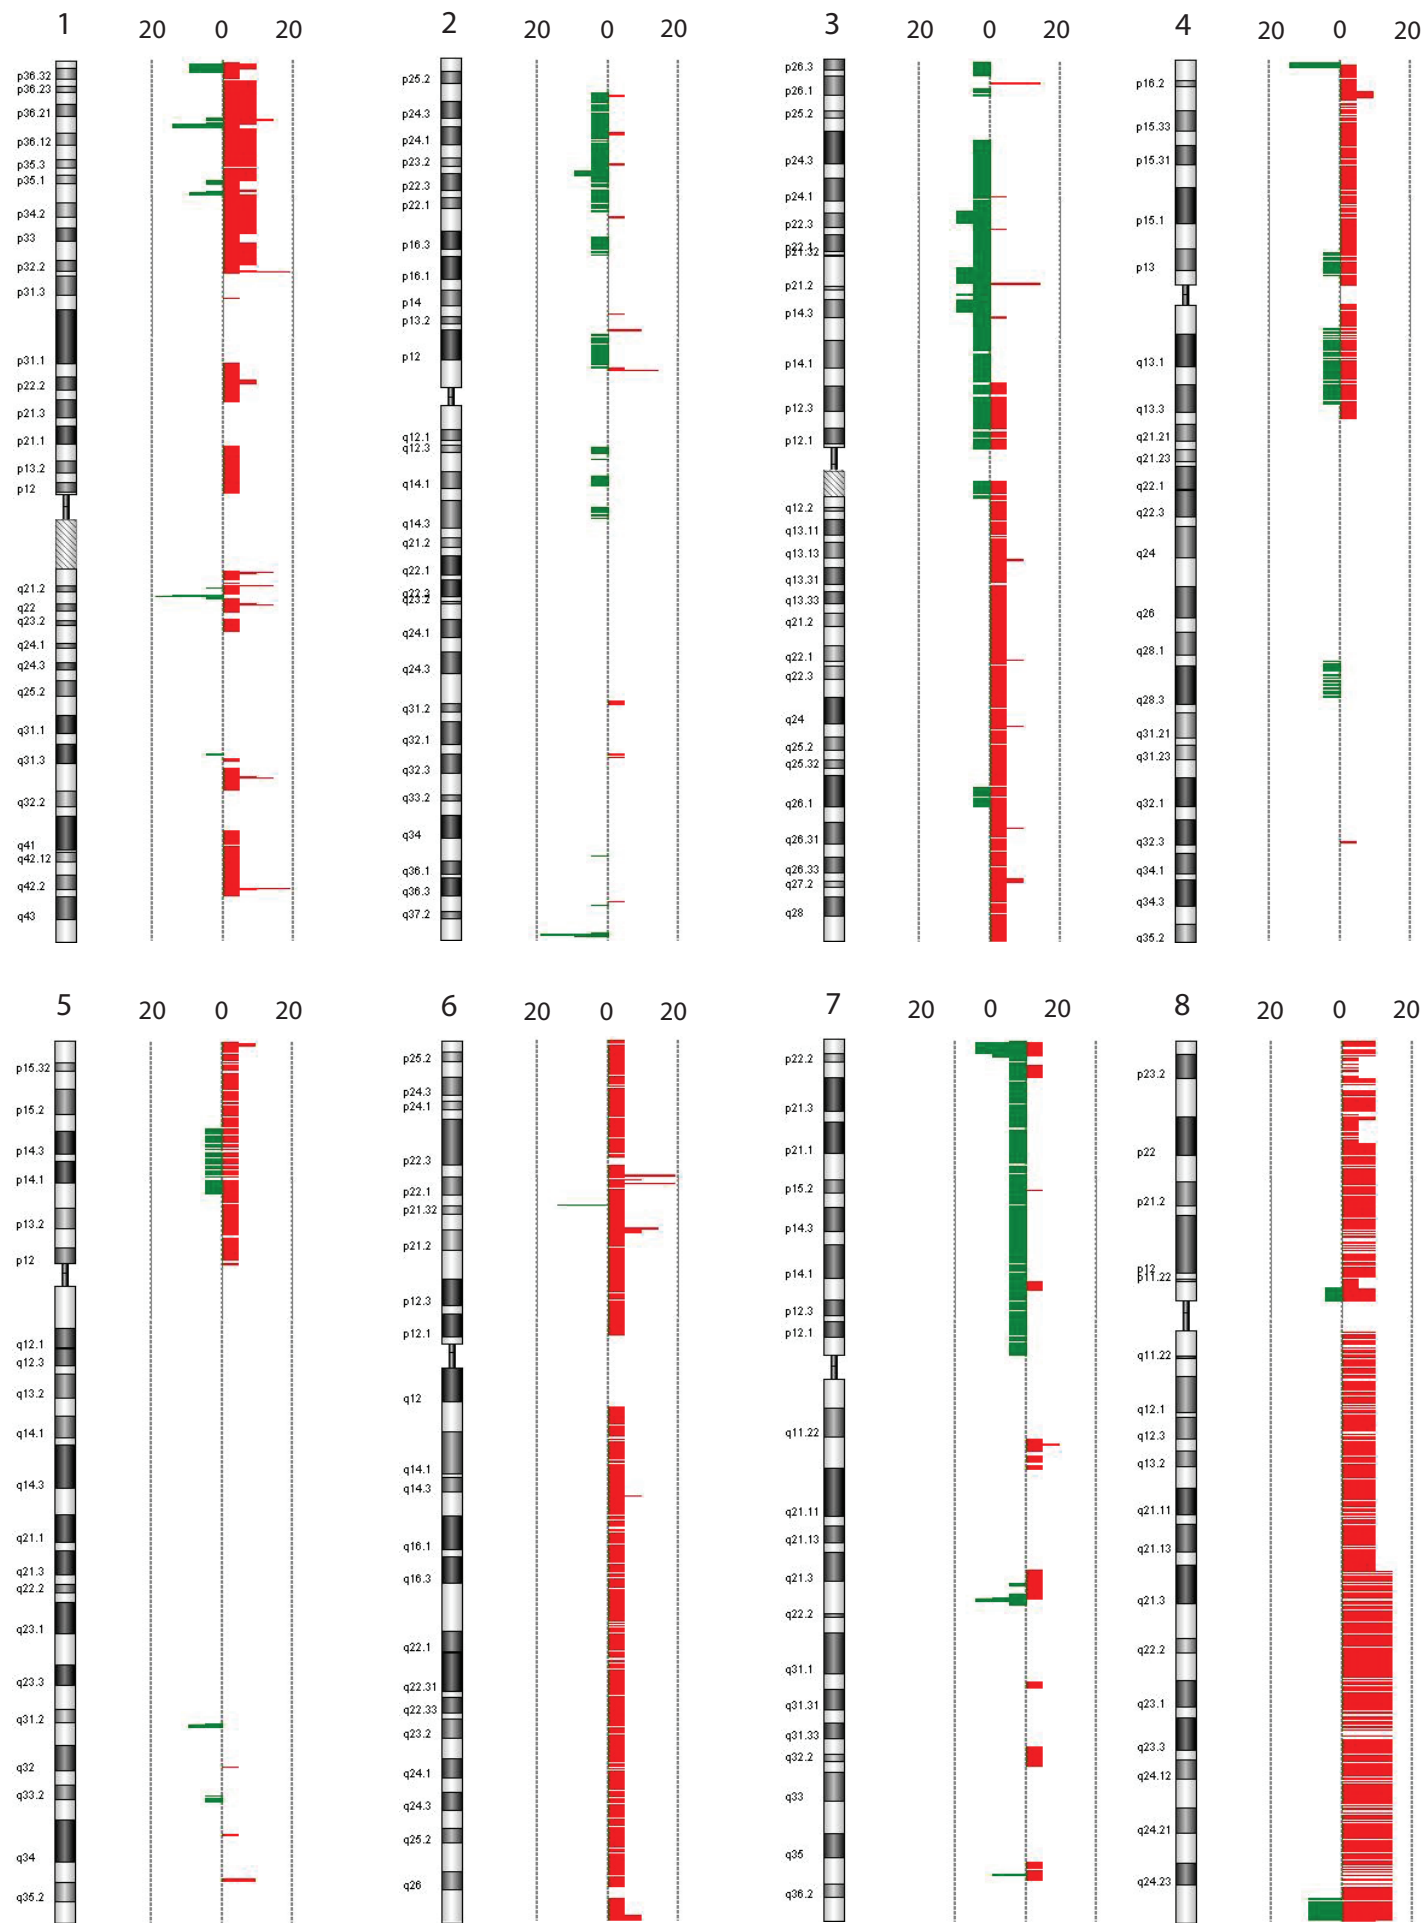 1 20 0 20
p36.32
p36.23
p36.21
p36.12
p35.3
p35.1
p34.2
p33
p32.2
p31.3
p31.1
p22.2
p21.3
p21.1
p13.2
p12
q21.2
q22
q23.2
q24.1
q24.3
q25.2
q31.1
q31.3
q32.2
q41
q42.12
q42.2
q43
2 20 0 20
p25.2
p24.3
p24.1
p23.2
p22.3
p22.1
p16.3
p16.1
p14
p13.2
p12
q12.1
q12.3
q14.1
q14.3
q21.2
q22.1
q22.3
q23.2
q24.1
q24.3
q31.2
q32.1
q32.3
q33.2
q34
q36.1
q36.3
q37.2
3 20 0 20
p26.3
p26.1
p25.2
p24.3
p24.1
p22.3
p22.1
p21.32
p21.2
p14.3
p14.1
p12.3
p12.1
q12.2
q13.11
q13.13
q13.31
q13.33
q21.2
q22.1
q22.3
q24
q25.2
q25.32
q26.1
q26.31
q26.33
q27.2
q28
4 20 0 20
p16.2
p15.33
p15.31
p15.1
p13
q13.1
q13.3
q21.21
q21.23
q22.1
q22.3
q24
q26
q28.1
q28.3
q31.21
q31.23
q32.1
q32.3
q34.1
q34.3
q35.2
5 20 0 20
p15.32
p15.2
p14.3
p14.1
p13.2
p12
q12.1
q12.3
q13.2
q14.1
q14.3
q21.1
q21.3
q22.2
q23.1
q23.3
q31.2
q32
q33.2
q34
q35.2
6 20 0 20
p25.2
p24.3
p24.1
p22.3
p22.1
p21.32
p21.2
p12.3
p12.1
q12
q14.1
q14.3
q16.1
q16.3
q22.1
q22.31
q22.33
q23.2
q24.1
q24.3
q25.2
q26
7 20 0 20
p22.2
p21.3
p21.1
p15.2
p14.3
p14.1
p12.3
p12.1
q11.22
q21.11
q21.13
q21.3
q22.2
q31.1
q31.31
q31.33
q32.2
q33
q35
q36.2
8 20 0 20
p23.2
p22
p21.2
p12
p11.22
q11.22
q12.1
q12.3
q13.2
q21.11
q21.13
q21.3
q22.2
q23.1
q23.3
q24.12
q24.21
q24.23